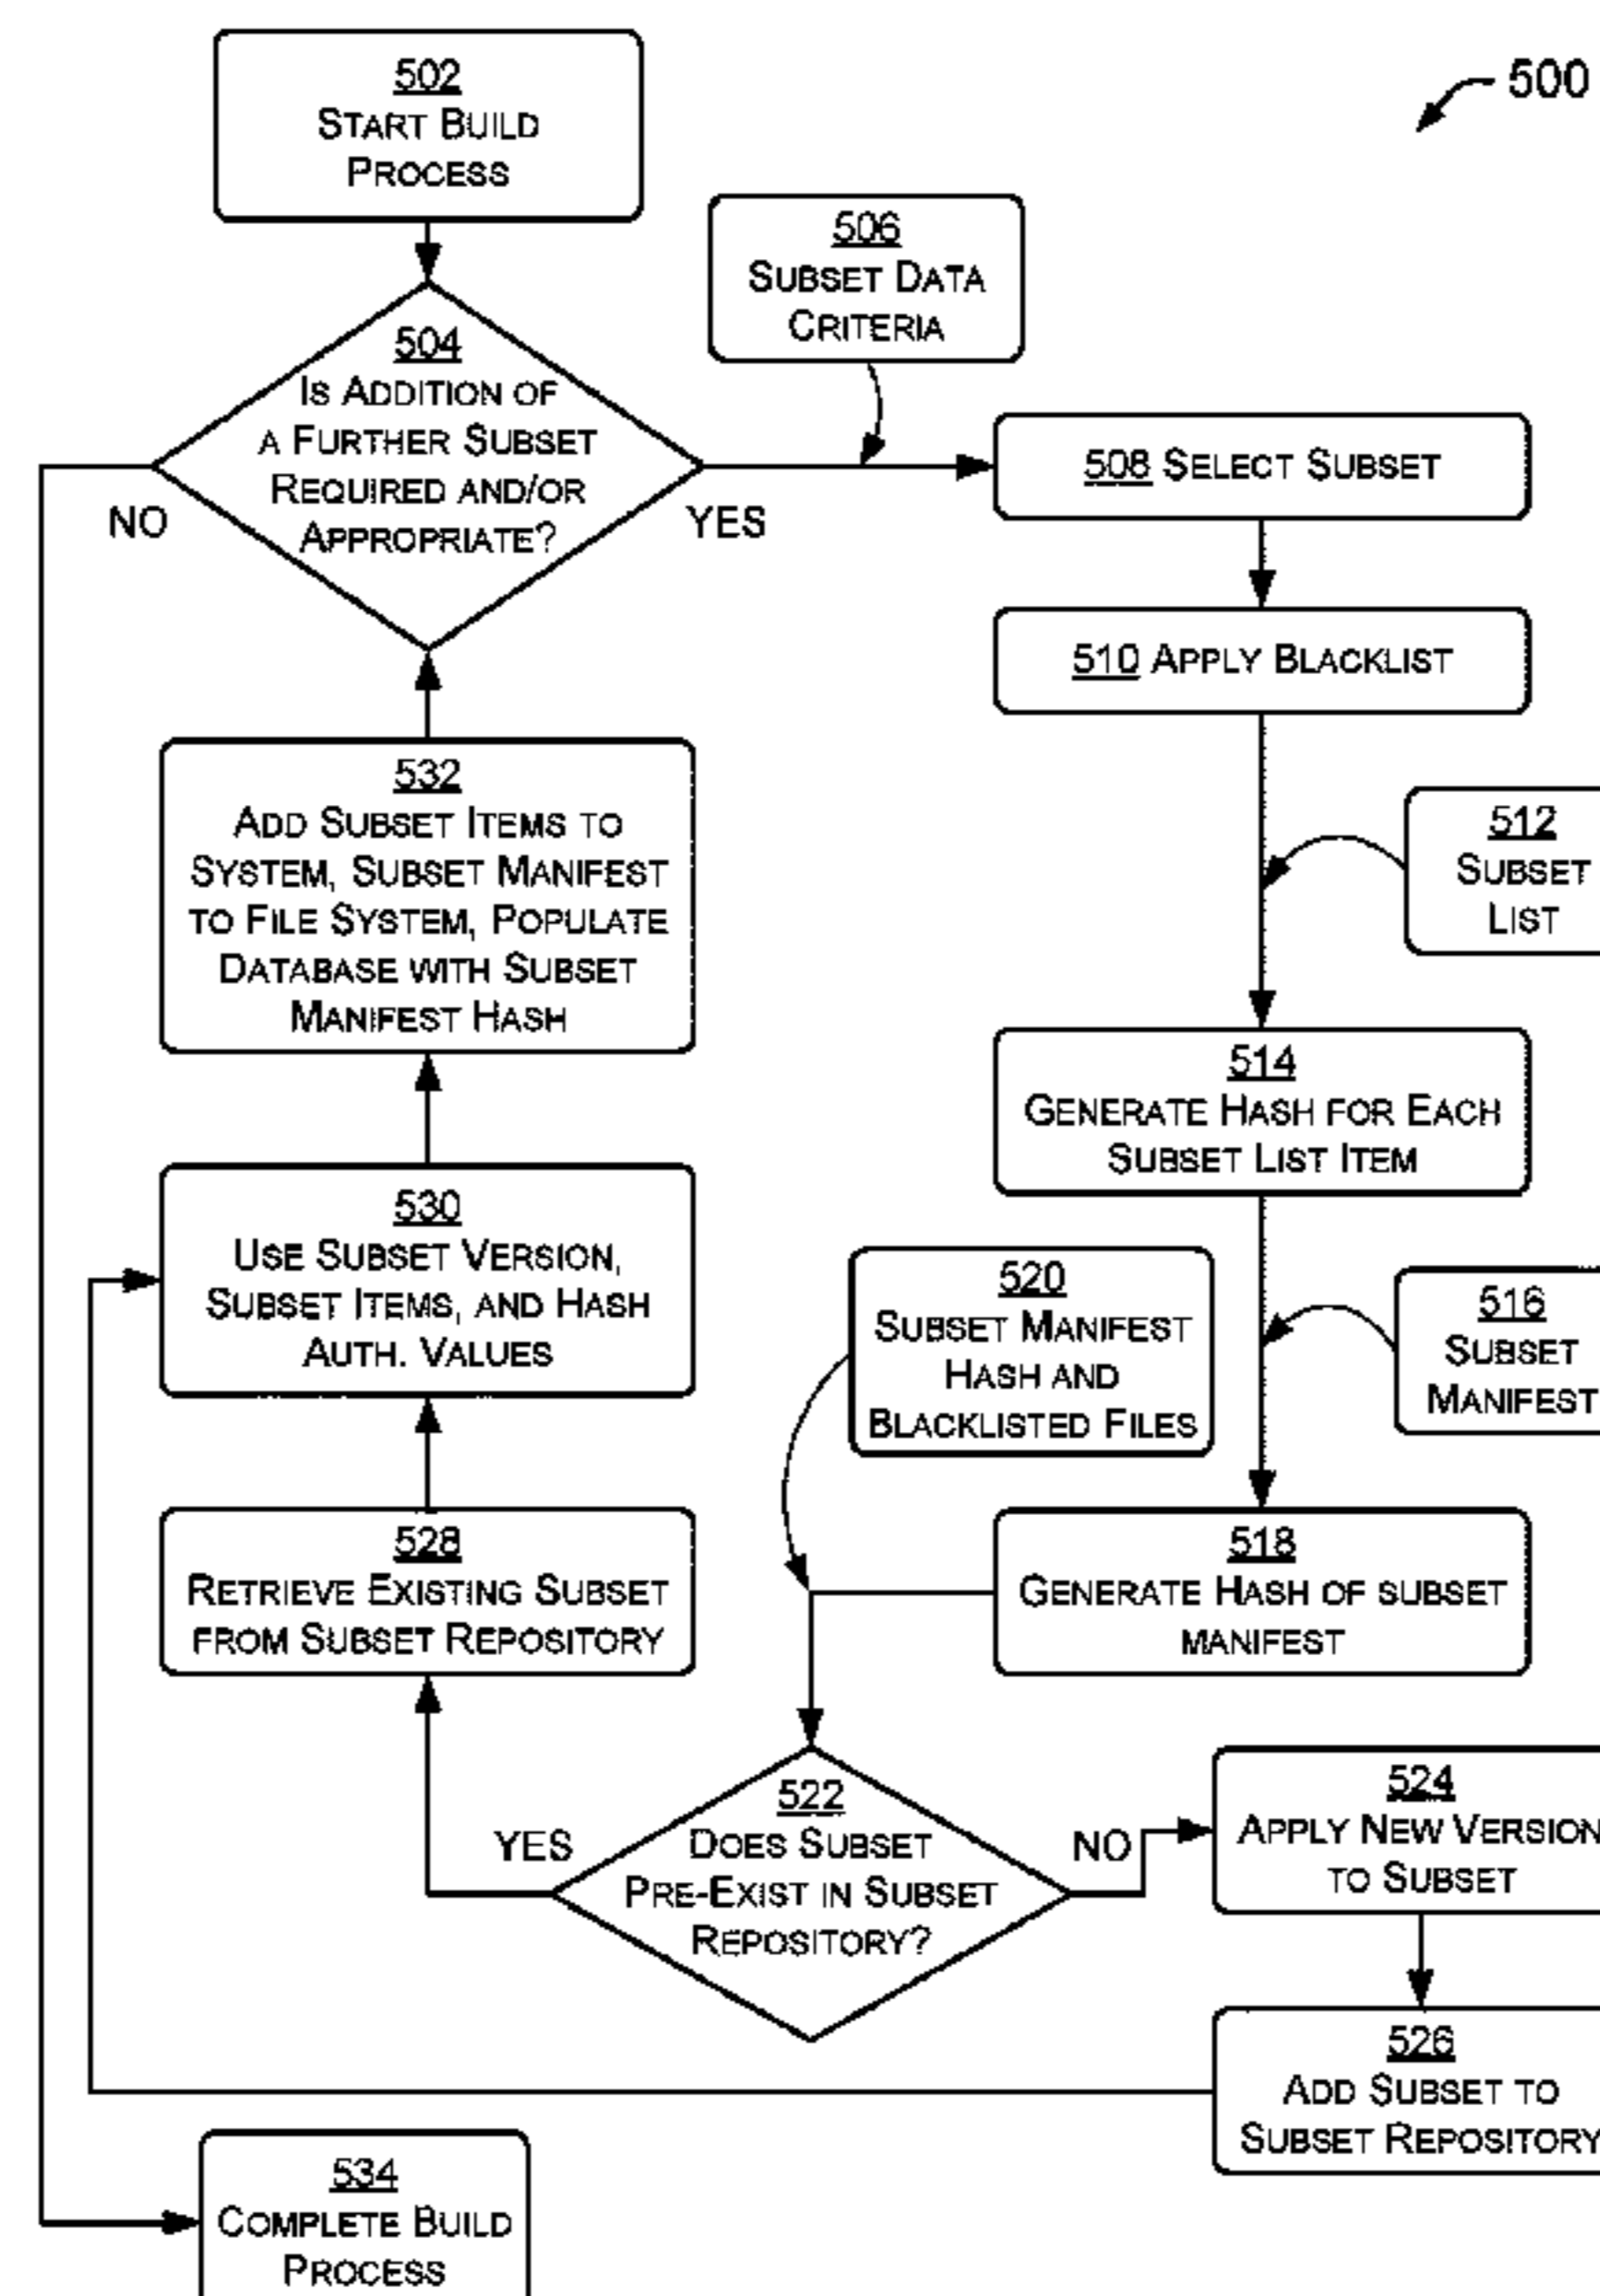 500
502
START BUILD
PROCESS
504
IS ADDITION OF
A FURTHER SUBSET
REQUIRED AND/OR
APPROPRIATE?
NO
YES
506
SUBSET DATA
CRITERIA
508 SELECT SUBSET
510 APPLY BLACKLIST
512
SUBSET
LIST
514
GENERATE HASH FOR EACH
SUBSET LIST ITEM
516
SUBSET
MANIFEST
518
GENERATE HASH OF SUBSET
MANIFEST
520
SUBSET MANIFEST
HASH AND
BLACKLISTED FILES
522
DOES SUBSET
PRE-EXIST IN SUBSET
REPOSITORY?
YES
NO
524
APPLY NEW VERSION
TO SUBSET
526
ADD SUBSET TO
SUBSET REPOSITORY
528
RETRIEVE EXISTING SUBSET
FROM SUBSET REPOSITORY
530
USE SUBSET VERSION,
SUBSET ITEMS, AND HASH
AUTH. VALUES
532
ADD SUBSET ITEMS TO
SYSTEM, SUBSET MANIFEST
TO FILE SYSTEM, POPULATE
DATABASE WITH SUBSET
MANIFEST HASH
534
COMPLETE BUILD
PROCESS